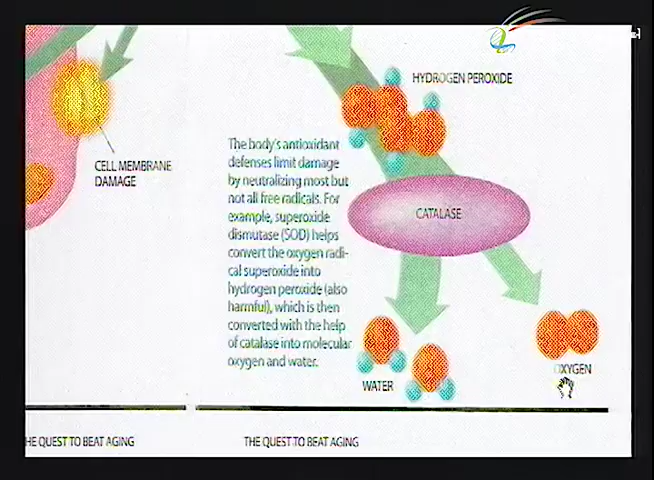 HYDROGEN PEROXIDE
CELL MEMBRANE
DAMAGE
The body's antioxidant
defenses limit damage
by neutralizing most but
not all free radicals. For
example, superoxide
dismutase (SOD) helps
convert the oxygen radi-
cal superoxide into
hydrogen peroxide (also
harmful), which is then
converted with the help
of catalase into molecular
oxygen and water.
CATALASE
WATER
OXYGEN
HE QUEST TO BEAT AGING
THE QUEST TO BEAT AGING